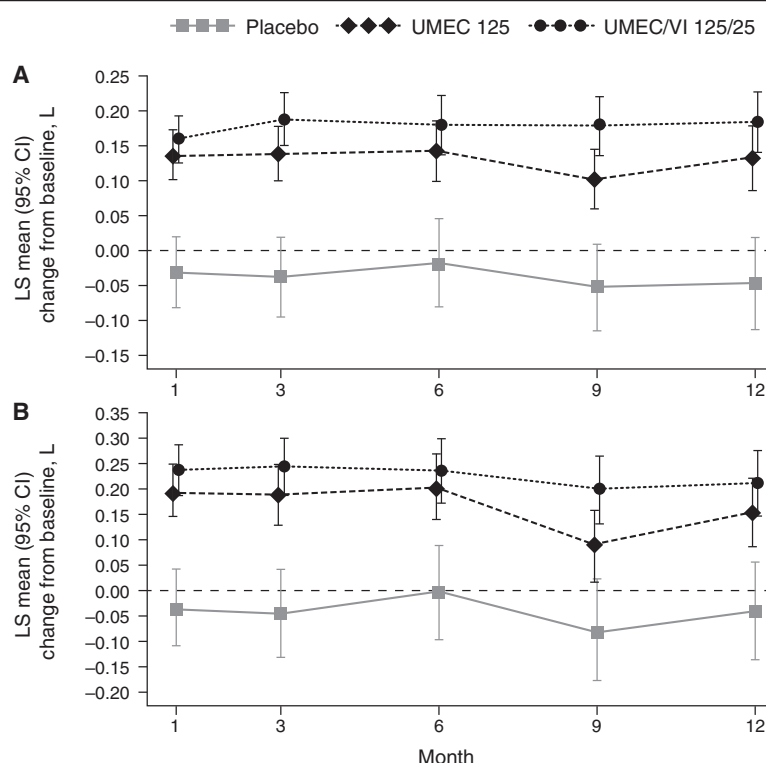 Placebo UMEC 125 UMEC/VI 125/25
A
LS mean (95% CI)
change from baseline, L
0.25
0.20
0.15
0.10
0.05
0.00
–0.05
–0.10
–0.15
1 3 6 9 12
B
LS mean (95% CI)
change from baseline, L
0.35
0.30
0.25
0.20
0.15
0.10
0.05
0.00
–0.05
–0.10
–0.15
–0.20
1 3 6 9 12
Month